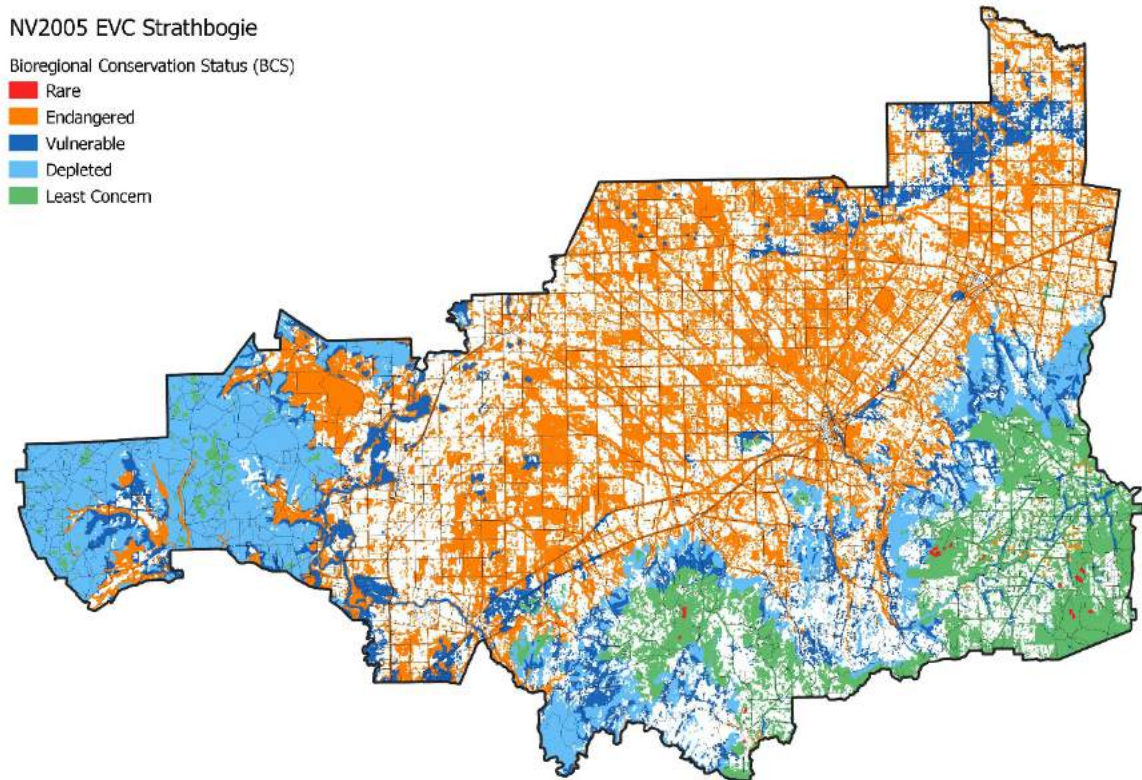 NV2005 EVC Strathbogie
Bioregional Conservation Status (BCS)
Rare
Endangered
Vulnerable
Depleted
Least Concern